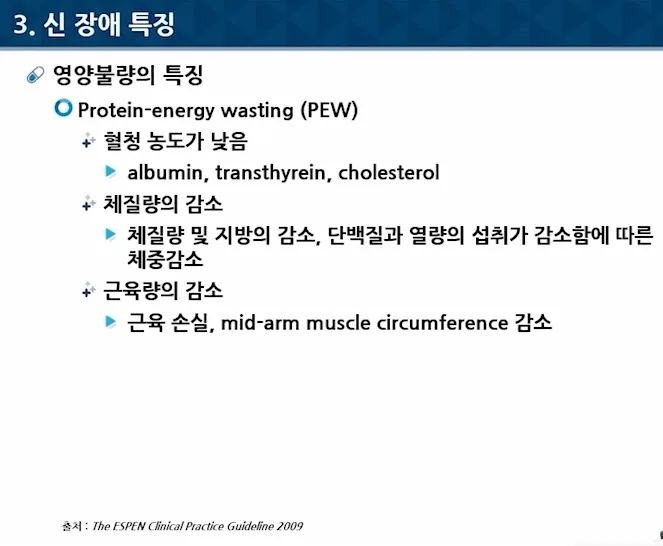 3. 신 장애 특징
영양불량의 특징
Protein-energy wasting (PEW)
혈청 농도가 낮음
albumin, transthyrein, cholesterol
체질량의 감소
체질량 및 지방의 감소, 단백질과 열량의 섭취가 감소함에 따른
체중감소
근육량의 감소
근육 손실, mid-arm muscle circumference 감소
출처 : The ESPEN Clinical Practice Guideline 2009